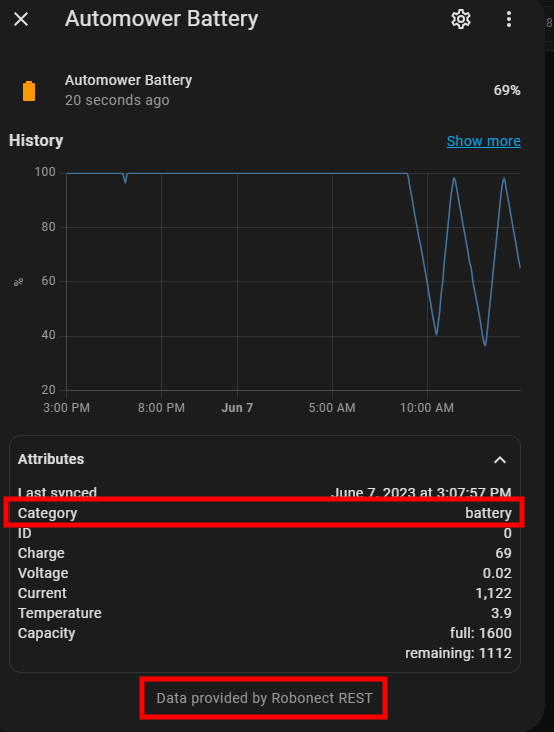 Automower Battery
Automower Battery
20 seconds ago
69%
History
Show more
100
80
60
40
20
%
3:00 PM
8:00 PM
Jun 7
5:00 AM
10:00 AM
Attributes
Last synced June 7, 2023 at 3:07:57 PM
Category battery
ID 0
Charge 69
Voltage 0.02
Current 1,122
Temperature 3.9
Capacity full: 1600
remaining: 1112
Data provided by Robonect REST